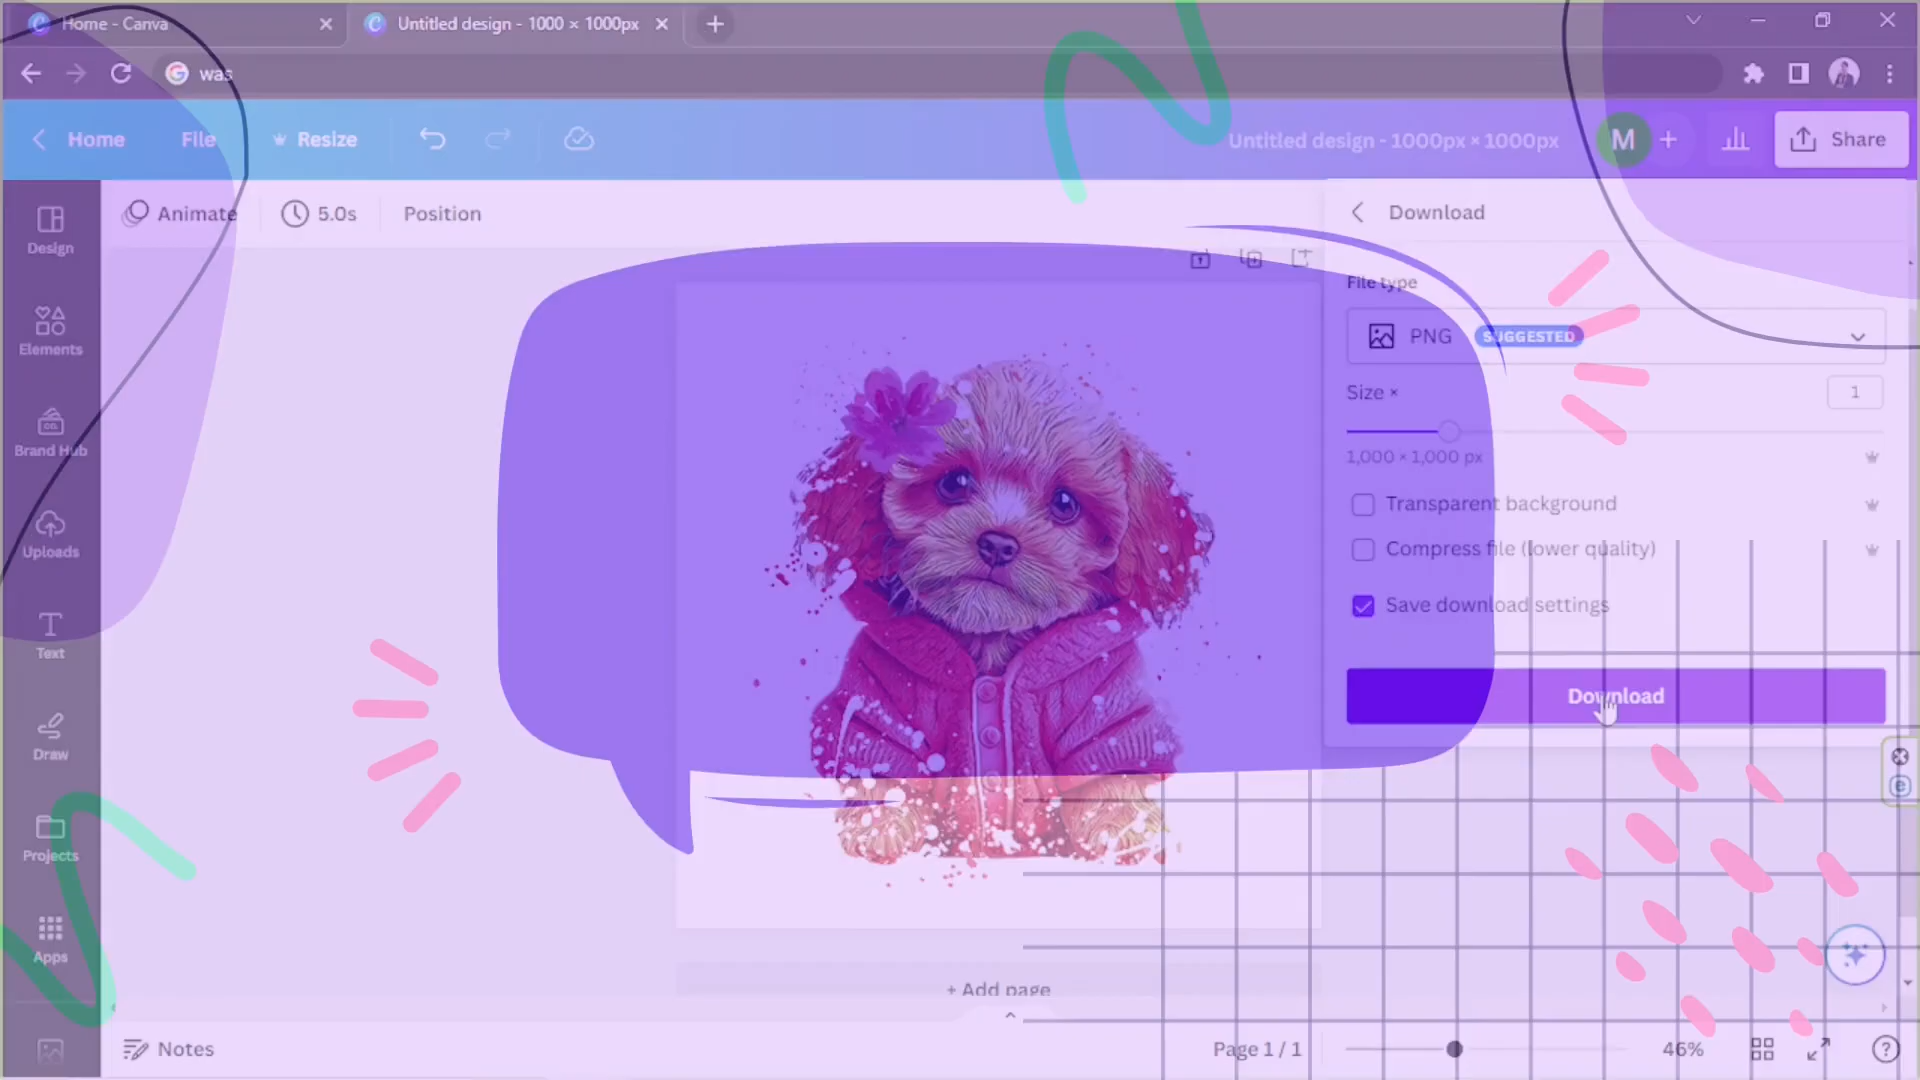 Home - Canva
Untitled design - 1000 × 1000px
was
Home
File
Resize
Untitled design - 1000px × 1000px
M
Share
Animate
5.0s
Position
Download
Design
Elements
Brand Hub
Uploads
Text
Draw
Projects
Apps
File type
PNG
SUGGESTED
Size ×
1
1,000 × 1,000 px
Transparent background
Compress file (lower quality)
Save download settings
Download
+ Add page
Notes
Page 1 / 1
46%